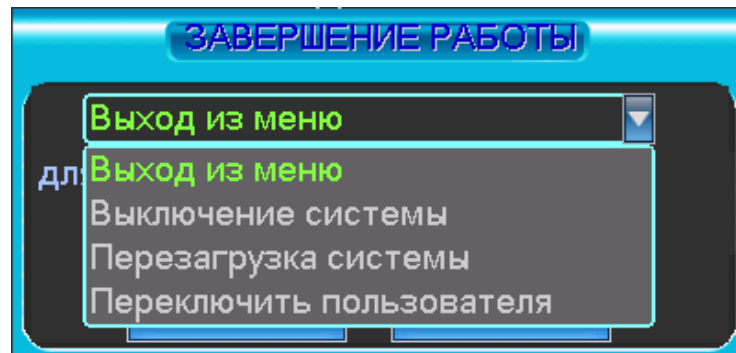 ЗАВЕРШЕНИЕ РАБОТЫ
Выход из меню
Выход из меню
Выключение системы
Перезагрузка системы
Переключить пользователя